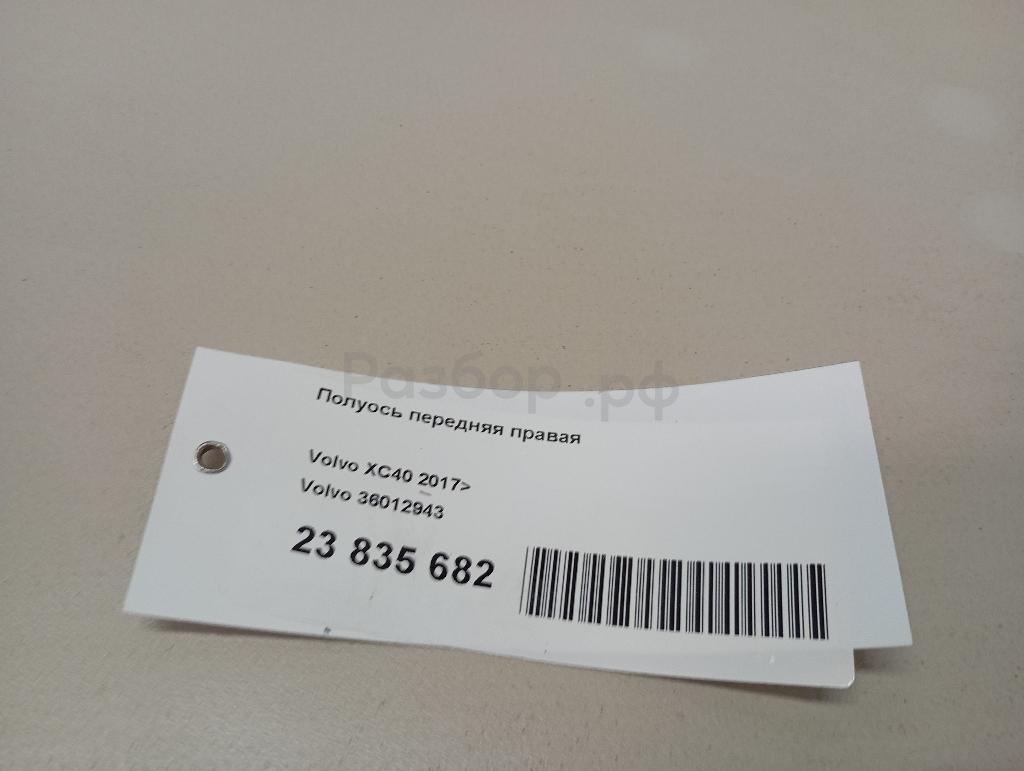 Разбор.рф
Полуось передняя правая
Volvo XC40 2017>
Volvo 36012943
23 835 682